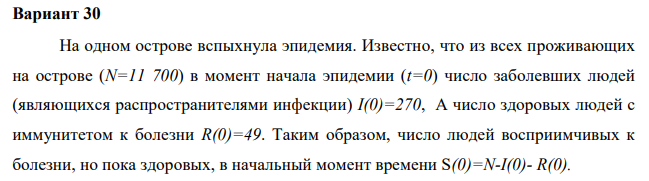 Вариант 30
На одном острове вспыхнула эпидемия. Известно, что из всех проживающих
на острове (N=11 700) в момент начала эпидемии (t=0) число заболевших людей
(являющихся распространителями инфекции) I(0)=270, А число здоровых людей с
иммунитетом к болезни R(0)=49. Таким образом, число людей восприимчивых к
болезни, но пока здоровых, в начальный момент времени S(0)=N-I(0)- R(0).